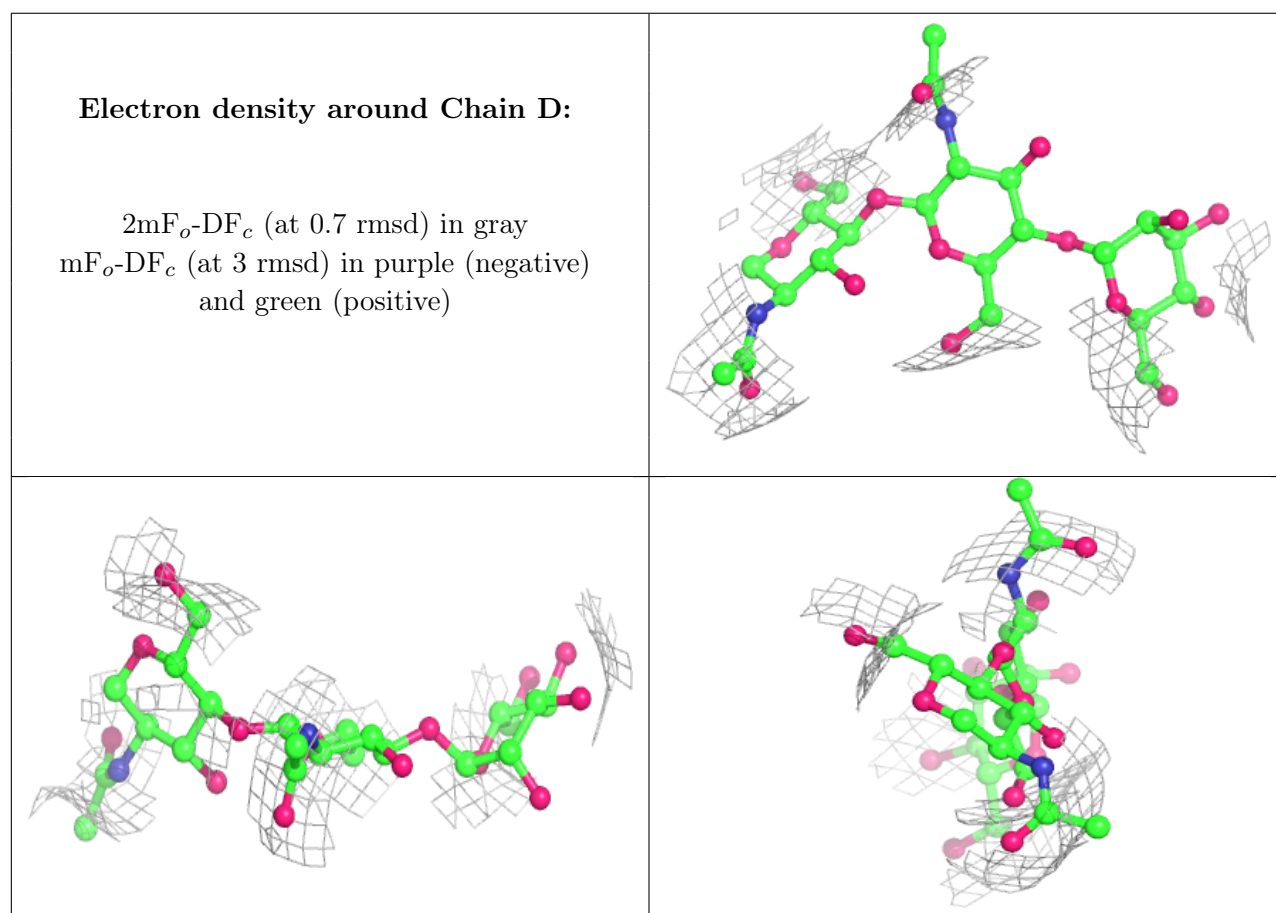 Electron density around Chain D:
2mFo-DFc (at 0.7 rmsd) in gray
mFo-DFc (at 3 rmsd) in purple (negative)
and green (positive)